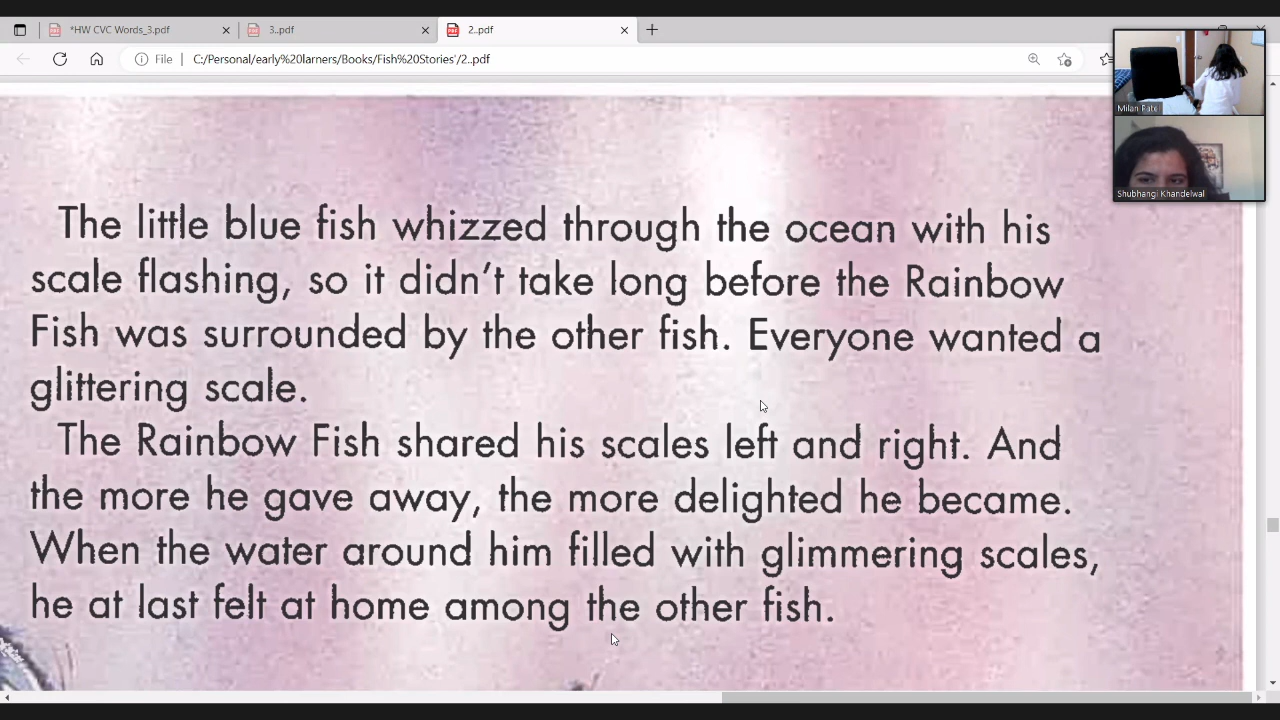 *HW CVC Words_3.pdf
3..pdf
2..pdf
File
C:/Personal/early%20larners/Books/Fish%20Stories'/2..pdf
Milan Patel
Shubhangi Khandelwal
The little blue fish whizzed through the ocean with his
scale flashing, so it didn't take long before the Rainbow
Fish was surrounded by the other fish. Everyone wanted a
glittering scale.
The Rainbow Fish shared his scales left and right. And
the more he gave away, the more delighted he became.
When the water around him filled with glimmering scales,
he at last felt at home among the other fish.